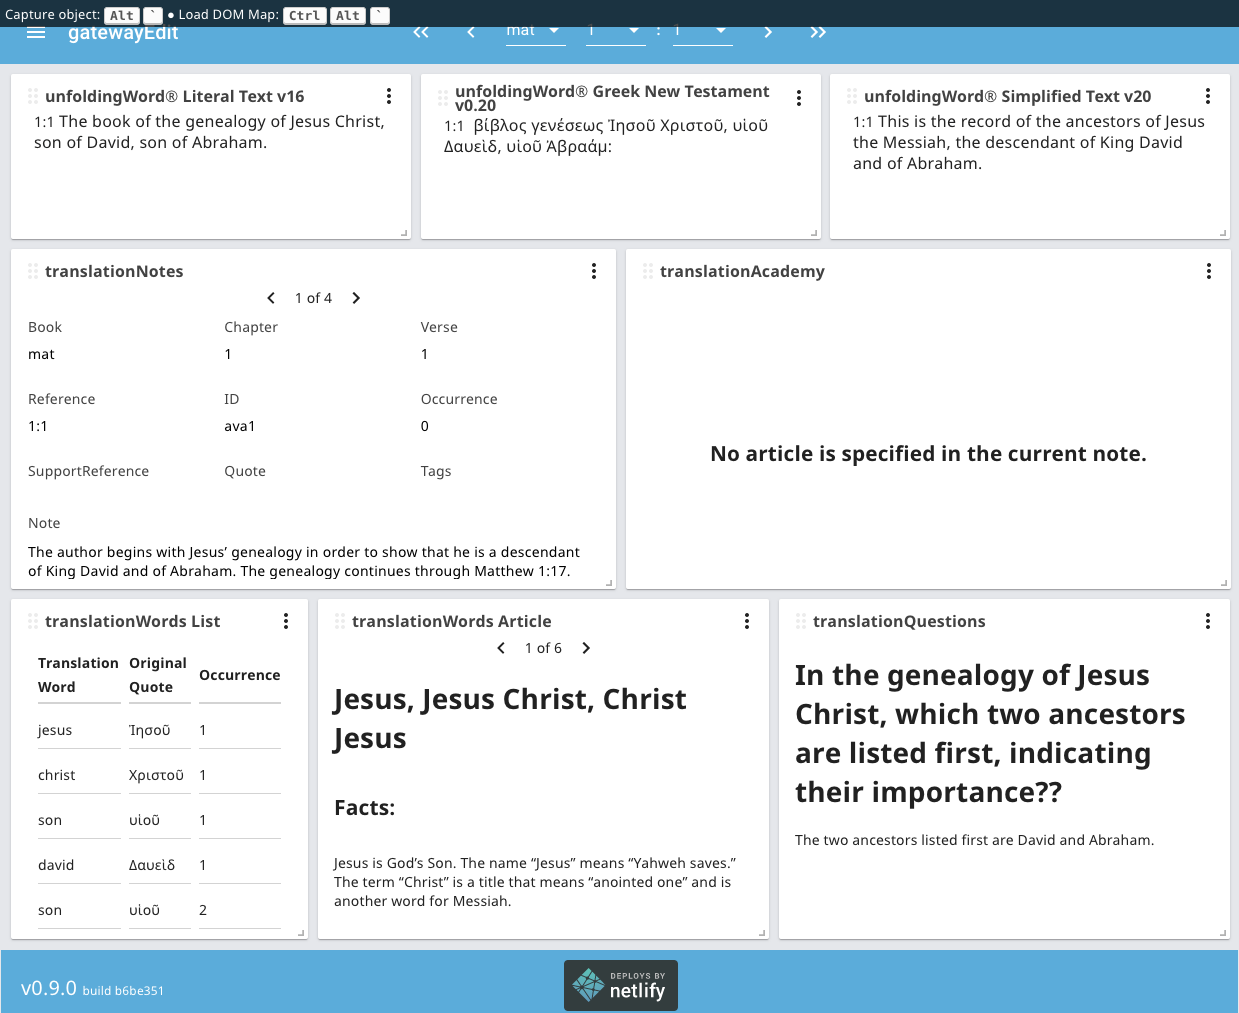 Capture object: Alt ` ● Load DOM Map: Ctrl Alt `
gatewayEdit
mat 1 : 1
unfoldingWord® Literal Text v16
1:1 The book of the genealogy of Jesus Christ,
son of David, son of Abraham.
unfoldingWord® Greek New Testament
v0.20
1:1 βίβλος γενέσεως Ἰησοῦ Χριστοῦ, υἱοῦ
Δαυεὶδ, υἱοῦ Ἀβραάμ:
unfoldingWord® Simplified Text v20
1:1 This is the record of the ancestors of Jesus
the Messiah, the descendant of King David
and of Abraham.
translationNotes
1 of 4
Book Chapter Verse
mat 1 1
Reference ID Occurrence
1:1 ava1 0
SupportReference Quote Tags
Note
The author begins with Jesus’ genealogy in order to show that he is a descendant
of King David and of Abraham. The genealogy continues through Matthew 1:17.
translationAcademy
No article is specified in the current note.
translationWords List
Translation Word Original Quote Occurrence
jesus Ἰησοῦ 1
christ Χριστοῦ 1
son υἱοῦ 1
david Δαυεὶδ 1
son υἱοῦ 2
translationWords Article
1 of 6
Jesus, Jesus Christ, Christ
Jesus
Facts:
Jesus is God’s Son. The name “Jesus” means “Yahweh saves.”
The term “Christ” is a title that means “anointed one” and is
another word for Messiah.
translationQuestions
In the genealogy of Jesus
Christ, which two ancestors
are listed first, indicating
their importance??
The two ancestors listed first are David and Abraham.
v0.9.0 build b6be351
DEPLOYS BY
netlify